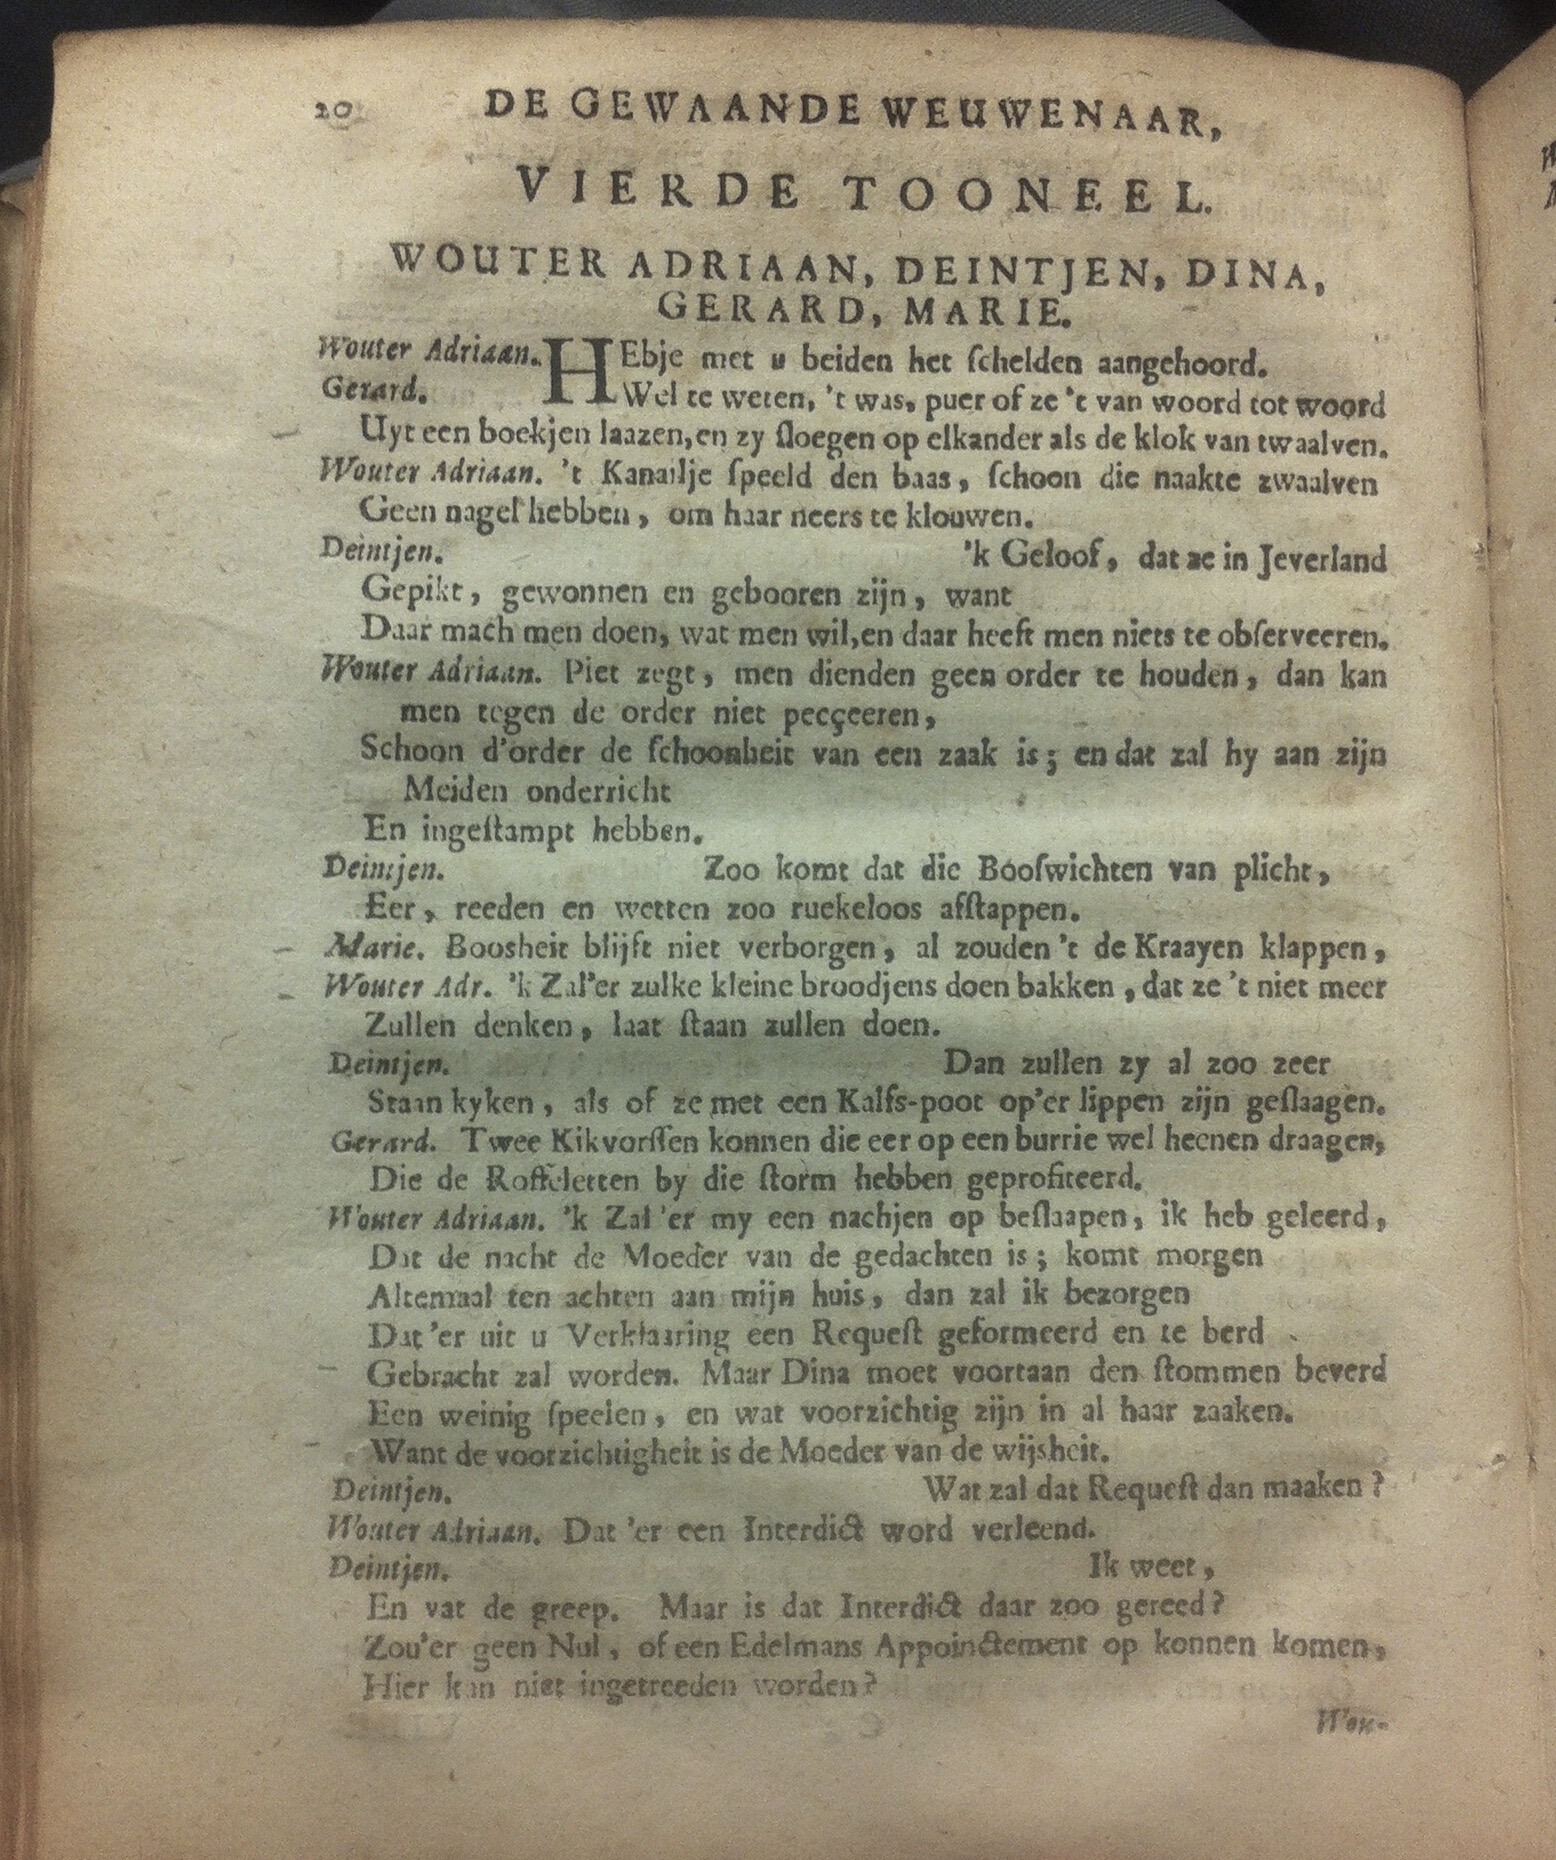 20 DE GEWAANDE WEUWENAAR,
VIERDE TOONEEL.
WOUTER ADRIAAN, DEINTJEN, DINA,
GERARD, MARIE.
Wouter Adriaan. HEbje met u beiden het ſchelden aangehoord.
Gerard. Wel te weten, 't was, puer of ze 't van woord tot woord
Uyt een boekjen laazen, en zy ſloegen op elkander als de klok van twaalven.
Wouter Adriaan. 't Kanailje ſpeeld den baas, ſchoon die naakte zwaalven
Geen nagel hebben, om haar neers te klouwen.
Deintjen. 'k Geloof, dat ze in Jeverland
Gepikt, gewonnen en gebooren zijn, want
Daar mach men doen, wat men wil, en daar heeft men niets te obſerveeren.
Wouter Adriaan. Piet zegt, men dienden geen order te houden, dan kan
men tegen de order niet pecçeeren,
Schoon d'order de ſchoonheit van een zaak is; en dat zal hy aan zijn
Meiden onderricht
En ingeſtampt hebben.
Deintjen. Zoo komt dat die Booſwichten van plicht,
Eer, reeden en wetten zoo ruekeloos afſtappen.
Marie. Boosheit blijft niet verborgen, al zouden 't de Kraayen klappen,
Wouter Adr. 'k Zal'er zulke kleine broodjens doen bakken, dat ze 't niet meer
Zullen denken, laat ſtaan zullen doen.
Deintjen. Dan zullen zy al zoo zeer
Staan kyken, als of ze met een Kalfs-poot op'er lippen zijn geſlaagen.
Gerard. Twee Kikvorſſen konnen die eer op een burrie wel heenen draagen,
Die de Roffeletten by die ſtorm hebben geprofiteerd.
Wouter Adriaan. 'k Zal 'er my een nachjen op beſlaapen, ik heb geleerd,
Dat de nacht de Moeder van de gedachten is; komt morgen
Altemaal ten achten aan mijn huis, dan zal ik bezorgen
Dat 'er uit u Verklaaring een Requeſt geformeerd en te berd
Gebracht zal worden. Maar Dina moet voortaan den ſtommen beverd
Een weinig ſpeelen, en wat voorzichtig zijn in al haar zaaken.
Want de voorzichtigheit is de Moeder van de wijsheit.
Deintjen. Wat zal dat Requeſt dan maaken?
Wouter Adriaan. Dat 'er een Interdict word verleend.
Deintjen. Ik weet,
En vat de greep. Maar is dat Interdict daar zoo gereed?
Zou'er geen Nul, of een Edelmans Appoinctement op konnen komen,
Hier kan niet ingetreeden worden?
Wou-